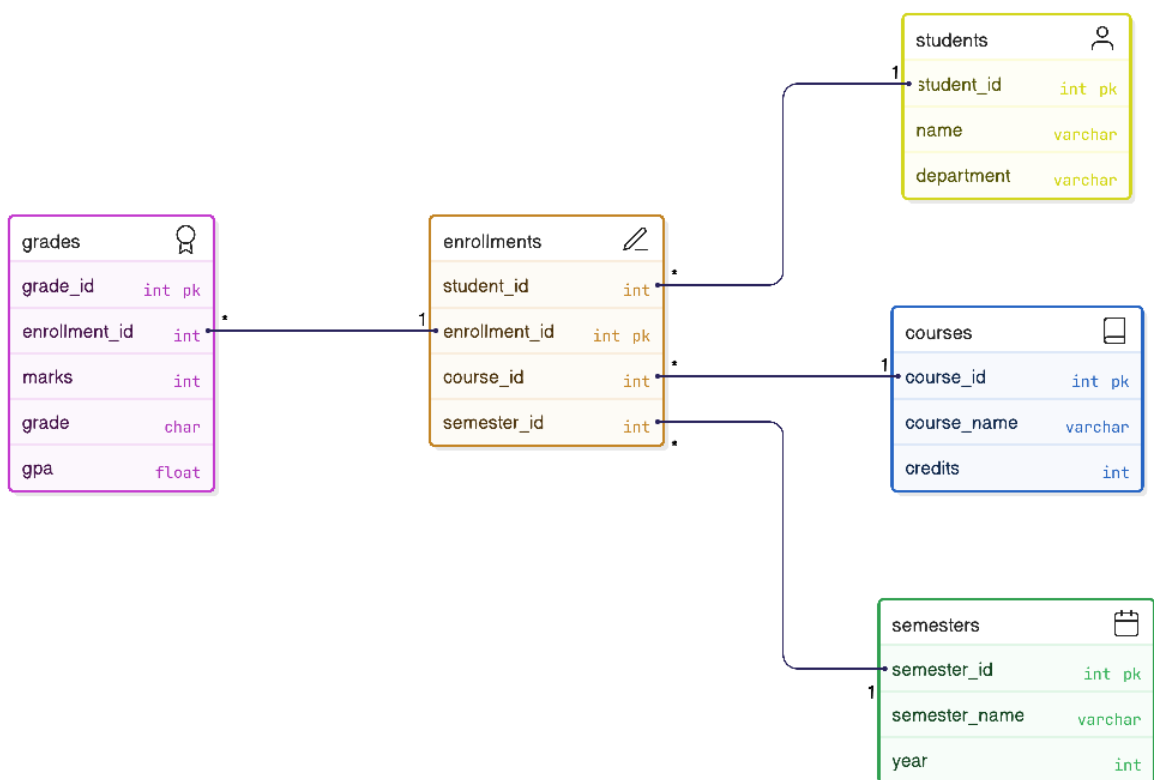 students
1
student_id int pk
name varchar
department varchar
grades
grade_id int pk
enrollment_id int
*
marks int
grade char
gpa float
enrollments
student_id int
*
1
enrollment_id int pk
course_id int
*
semester_id int
*
courses
1
course_id int pk
course_name varchar
credits int
semesters
semester_id int pk
1
semester_name varchar
year int